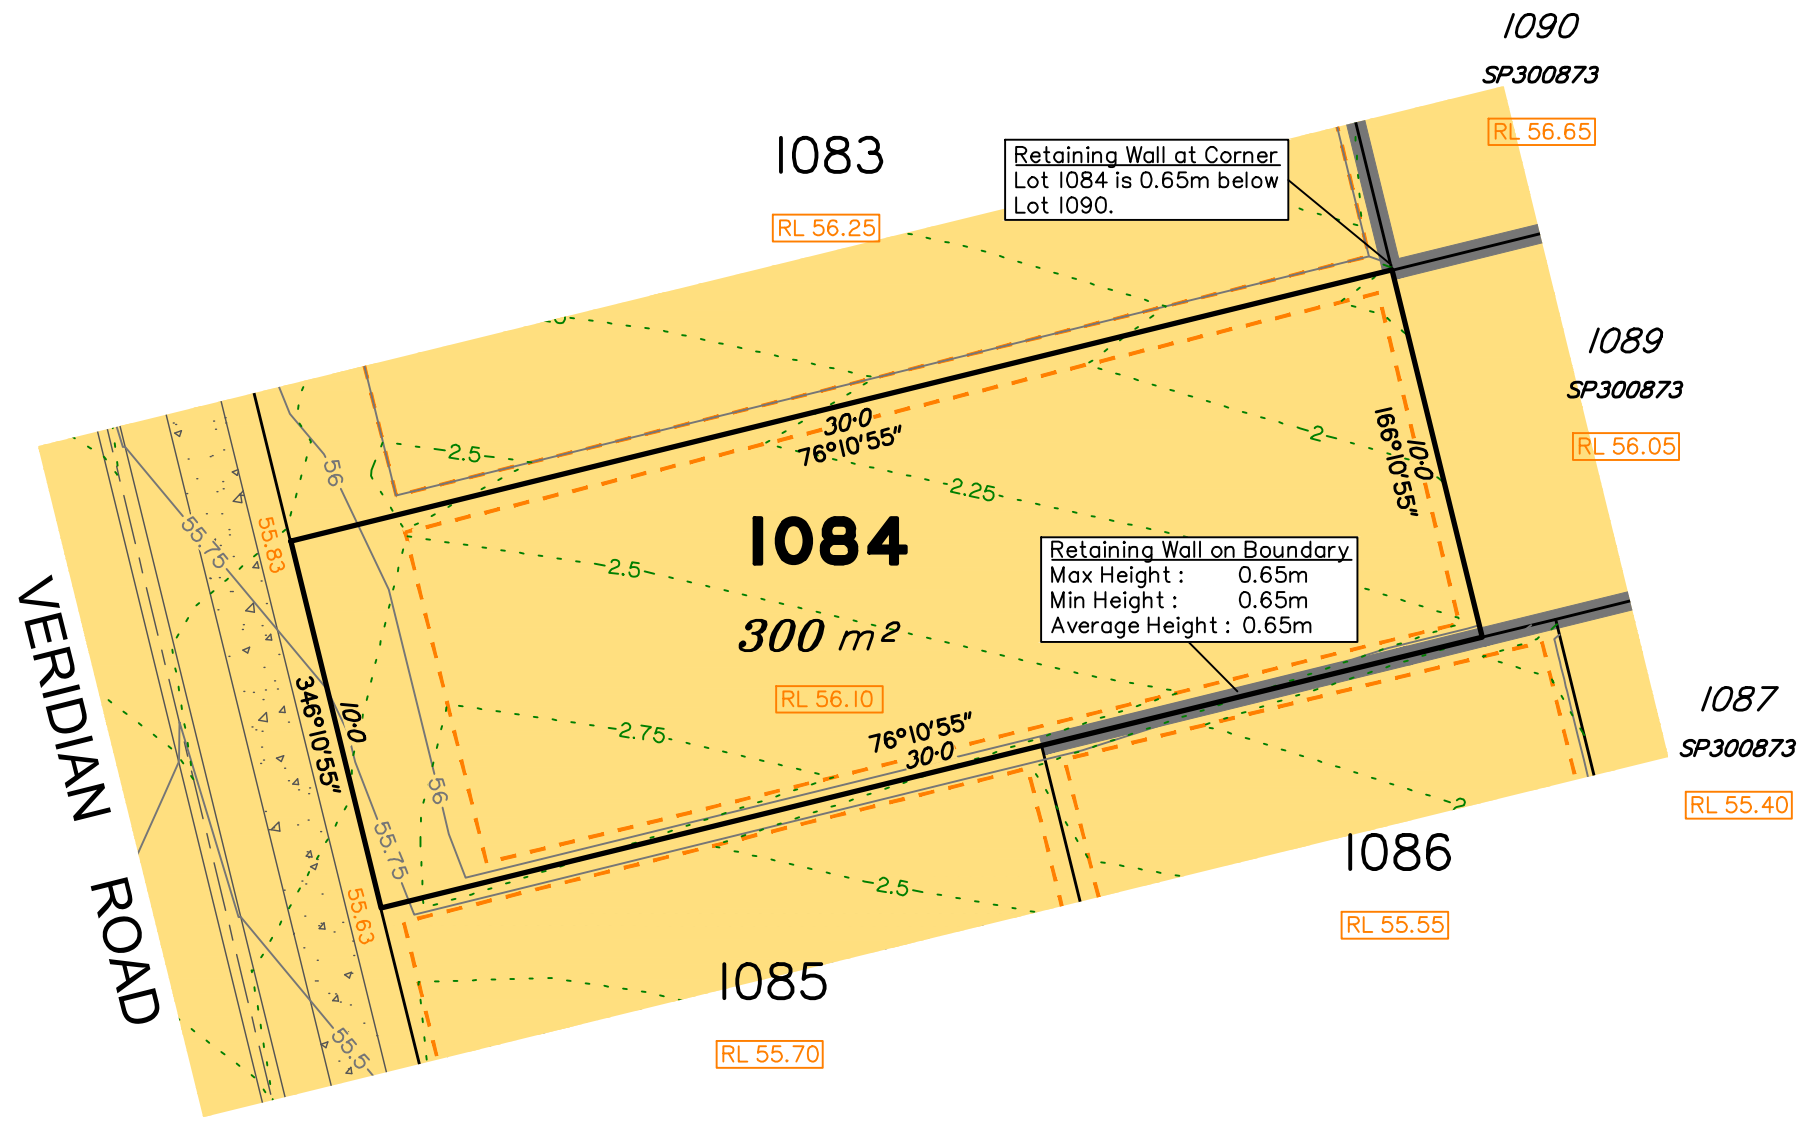 1090
SP300873
RL 56.65
1083
RL 56.25
Retaining Wall at Corner
Lot 1084 is 0.65m below
Lot 1090.
1089
SP300873
RL 56.05
30·0
76°10'55"
10·0
166°10'55"
2.5
2.25
2
56
55.75
55.83
1084
300 m²
RL 56.10
2.5
2.75
Retaining Wall on Boundary
Max Height : 0.65m
Min Height : 0.65m
Average Height : 0.65m
VERIDIAN ROAD
346°10'55"
10·0
76°10'55"
30·0
56
55.75
55.63
55.5
1087
SP300873
RL 55.40
2
2.5
1086
RL 55.55
1085
RL 55.70